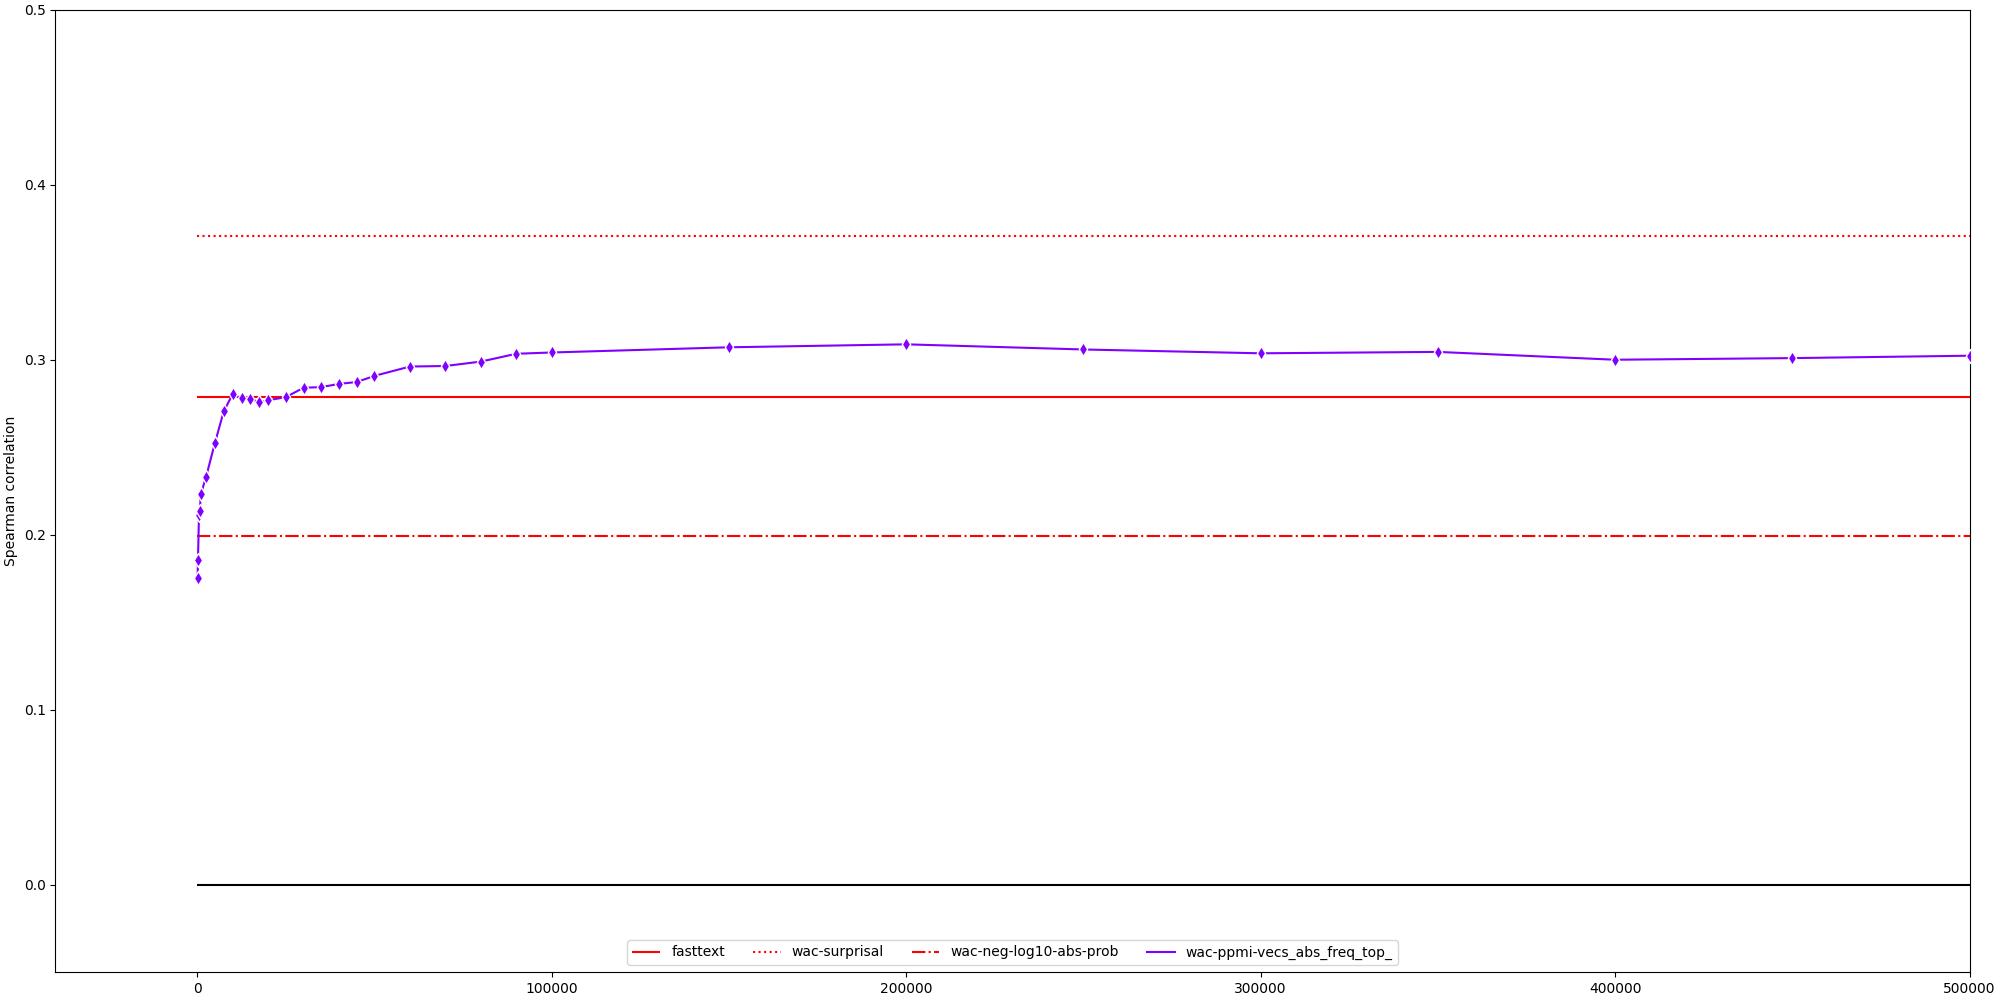 0.5
0.4
0.3
0.2
0.1
0.0
Spearman correlation
fasttext wac-surprisal wac-neg-log10-abs-prob wac-ppmi-vecs_abs_freq_top_
0 100000 200000 300000 400000 500000